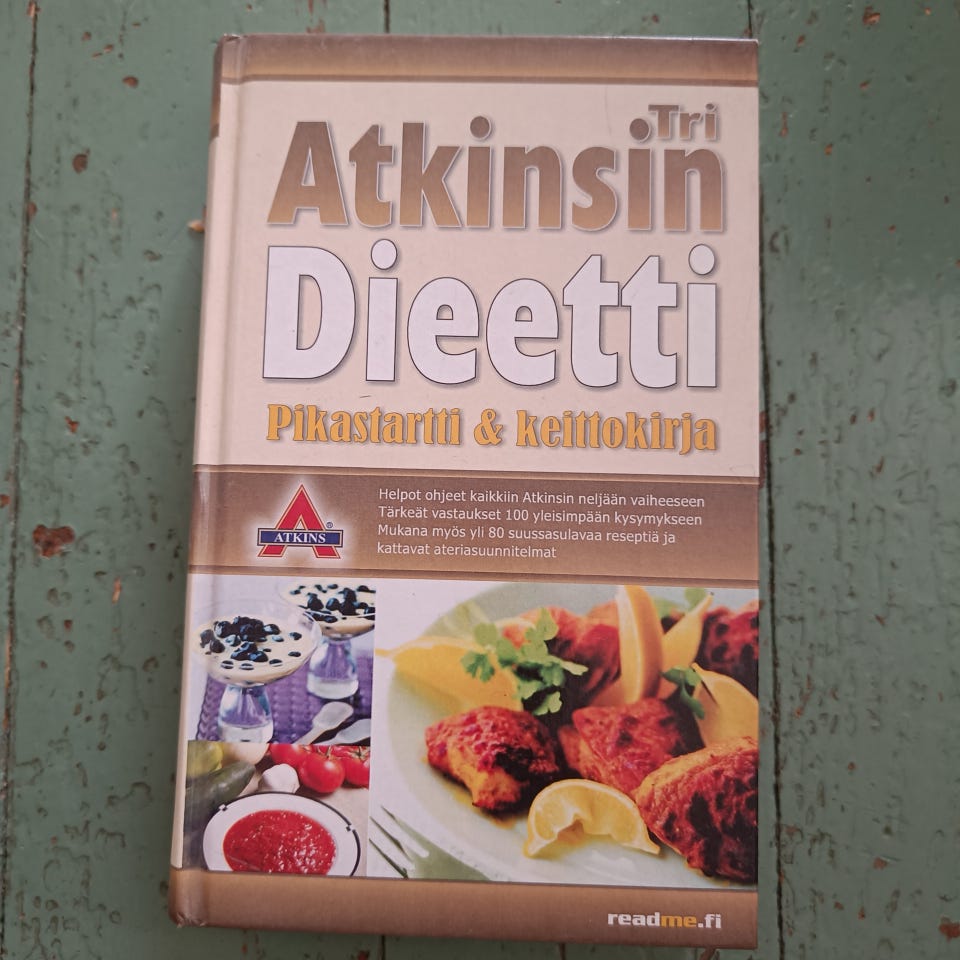 Tri
Atkinsin
Dieetti
Pikastartti & keittokirja
ATKINS®
Helpot ohjeet kaikkiin Atkinsin neljään vaiheeseen
Tärkeät vastaukset 100 yleisimpään kysymykseen
Mukana myös yli 80 suussasulavaa reseptiä ja
kattavat ateriasuunnitelmat
readme.fi